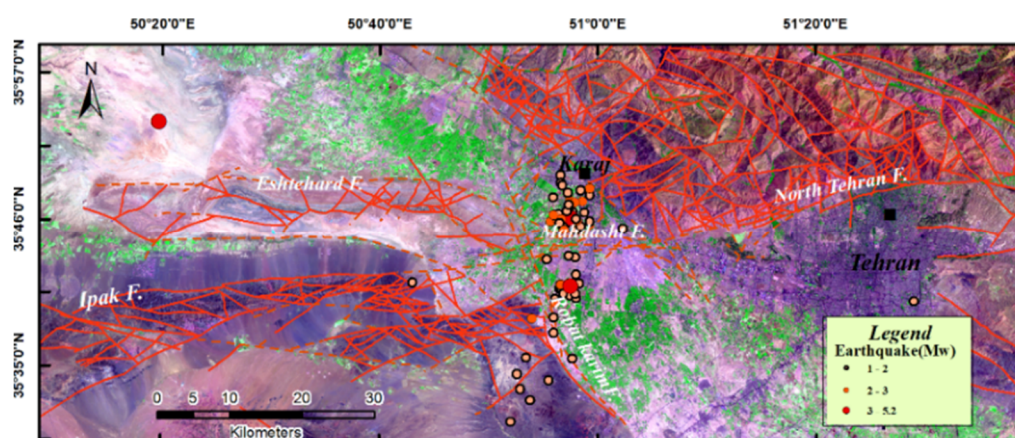 50°20'0"E 50°40'0"E 51°0'0"E 51°20'0"E
35°57'0"N
N
Karaj
Eshtehard F.
North Tehran F.
35°46'0"N
Mahdasht F.
Tehran
Ipak F.
Robat karim f
35°35'0"N
Legend
Earthquake(Mw)
1 - 2
2 - 3
3 - 5.2
0 5 10 20 30
Kilometers